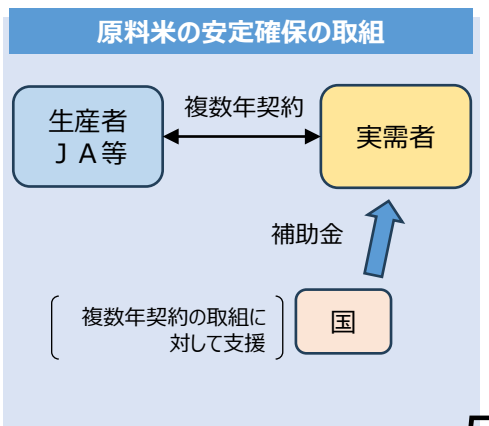 原料米の安定確保の取組
生産者
ＪＡ等
複数年契約
実需者
補助金
複数年契約の取組に
対して支援
国